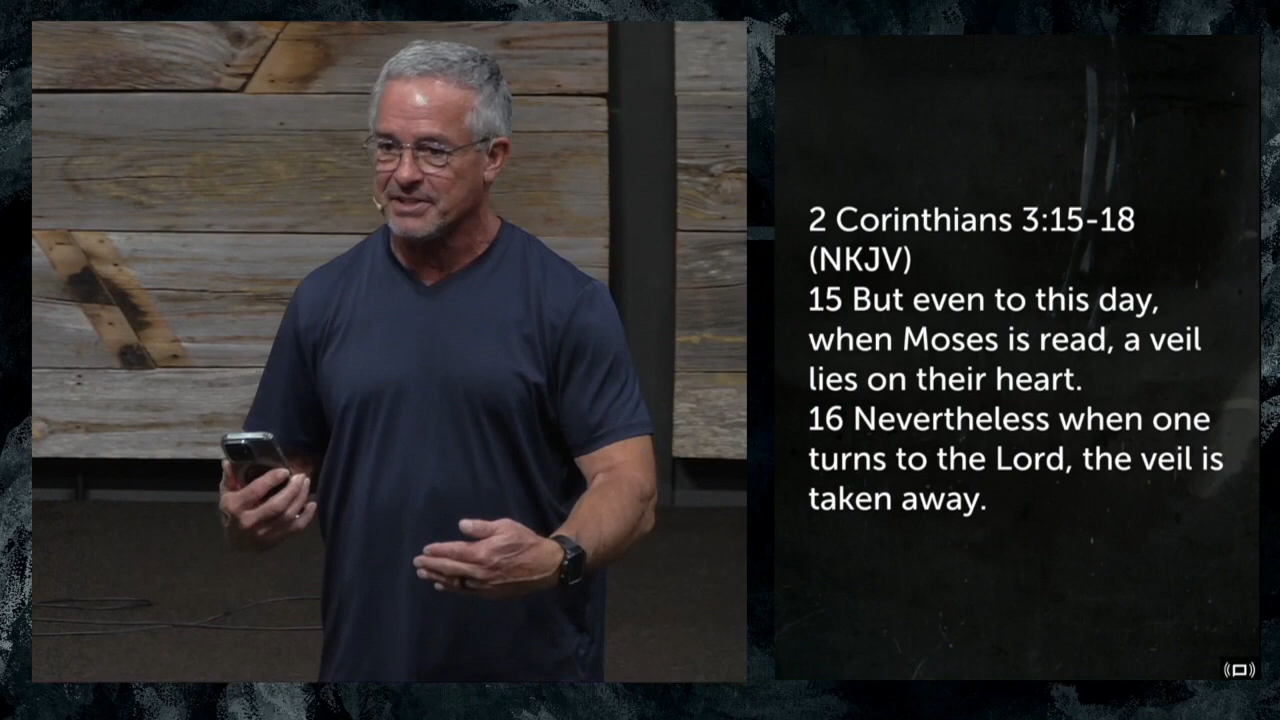 2 Corinthians 3:15-18
(NKJV)
15 But even to this day,
when Moses is read, a veil
lies on their heart.
16 Nevertheless when one
turns to the Lord, the veil is
taken away.